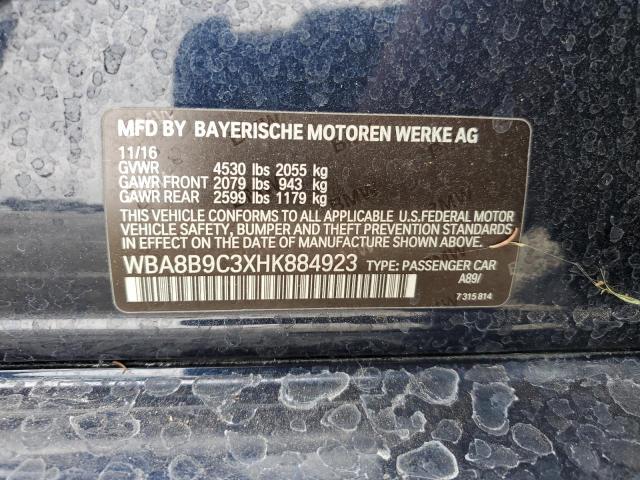 MFD BY BAYERISCHE MOTOREN WERKE AG
11/16
GVWR 4530 lbs 2055 kg
GAWR FRONT 2079 lbs 943 kg
GAWR REAR 2599 lbs 1179 kg
THIS VEHICLE CONFORMS TO ALL APPLICABLE U.S. FEDERAL MOTOR
VEHICLE SAFETY, BUMPER AND THEFT PREVENTION STANDARDS
IN EFFECT ON THE DATE OF MANUFACTURE SHOWN ABOVE.
WBA8B9C3XHK884923 TYPE: PASSENGER CAR
A89/
7 315 814